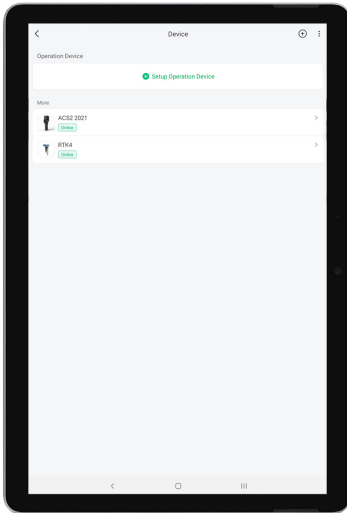 Device
Operation Device
Setup Operation Device
More
ACS2 2021
Online
RTK4
Online